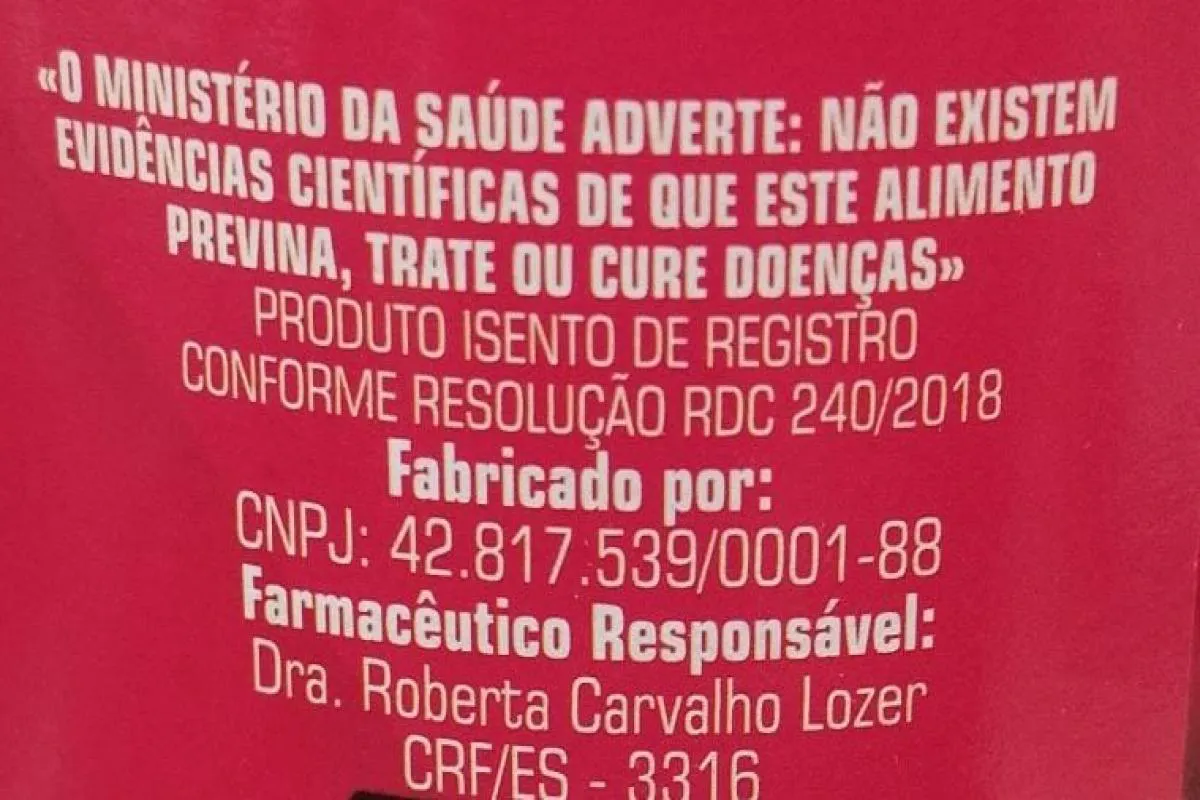 «O MINISTÉRIO DA SAÚDE ADVERTE: NÃO EXISTEM
EVIDÊNCIAS CIENTÍFICAS DE QUE ESTE ALIMENTO
PREVINA, TRATE OU CURE DOENÇAS»
PRODUTO ISENTO DE REGISTRO
CONFORME RESOLUÇÃO RDC 240/2018
Fabricado por:
CNPJ: 42.817.539/0001-88
Farmacêutico Responsável:
Dra. Roberta Carvalho Lozer
CRF/ES - 3316